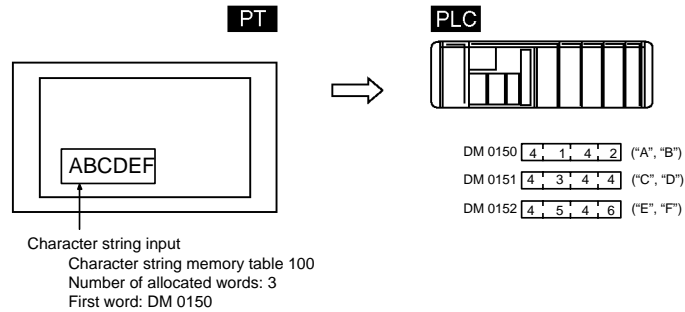 PT
PLC
ABCDEF
DM 0150 4 1 4 2 (“A”, “B”)
DM 0151 4 3 4 4 (“C”, “D”)
DM 0152 4 5 4 6 (“E”, “F”)
Character string input
Character string memory table 100
Number of allocated words: 3
First word: DM 0150